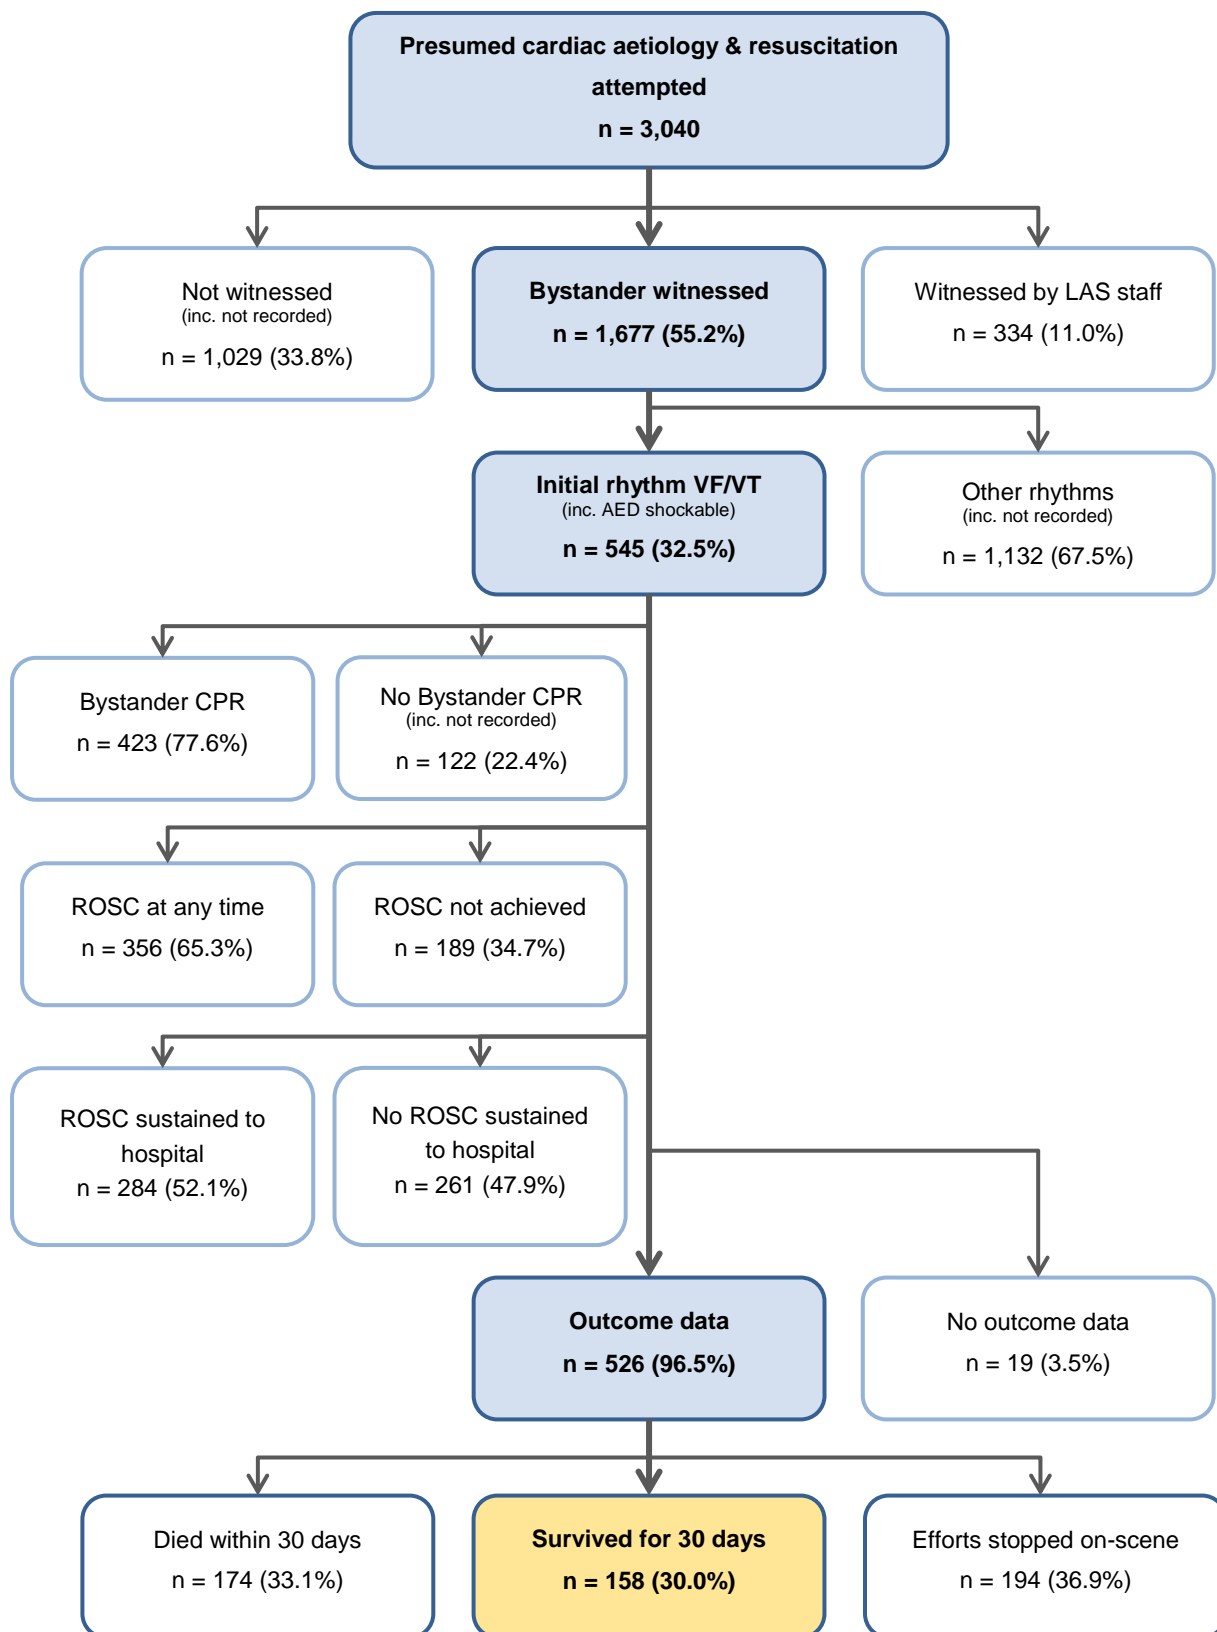 Presumed cardiac aetiology & resuscitation
attempted
n = 3,040
Not witnessed
(inc. not recorded)
n = 1,029 (33.8%)
Bystander witnessed
n = 1,677 (55.2%)
Witnessed by LAS staff
n = 334 (11.0%)
Initial rhythm VF/VT
(inc. AED shockable)
n = 545 (32.5%)
Other rhythms
(inc. not recorded)
n = 1,132 (67.5%)
Bystander CPR
n = 423 (77.6%)
No Bystander CPR
(inc. not recorded)
n = 122 (22.4%)
ROSC at any time
n = 356 (65.3%)
ROSC not achieved
n = 189 (34.7%)
ROSC sustained to
hospital
n = 284 (52.1%)
No ROSC sustained
to hospital
n = 261 (47.9%)
Outcome data
n = 526 (96.5%)
No outcome data
n = 19 (3.5%)
Died within 30 days
n = 174 (33.1%)
Survived for 30 days
n = 158 (30.0%)
Efforts stopped on-scene
n = 194 (36.9%)